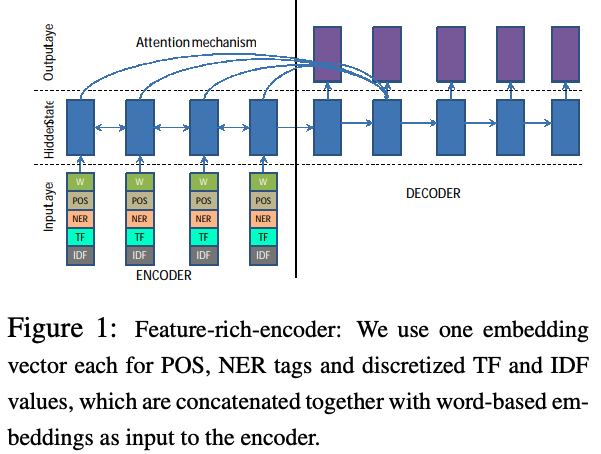 Attention mechanism
OutputLaye
HiddenState
InputLaye
W W W W
POS POS POS POS
NER NER NER NER
TF TF TF TF
IDF IDF IDF IDF
ENCODER
DECODER
Figure 1: Feature-rich-encoder: We use one embedding
vector each for POS, NER tags and discretized TF and IDF
values, which are concatenated together with word-based em-
beddings as input to the encoder.